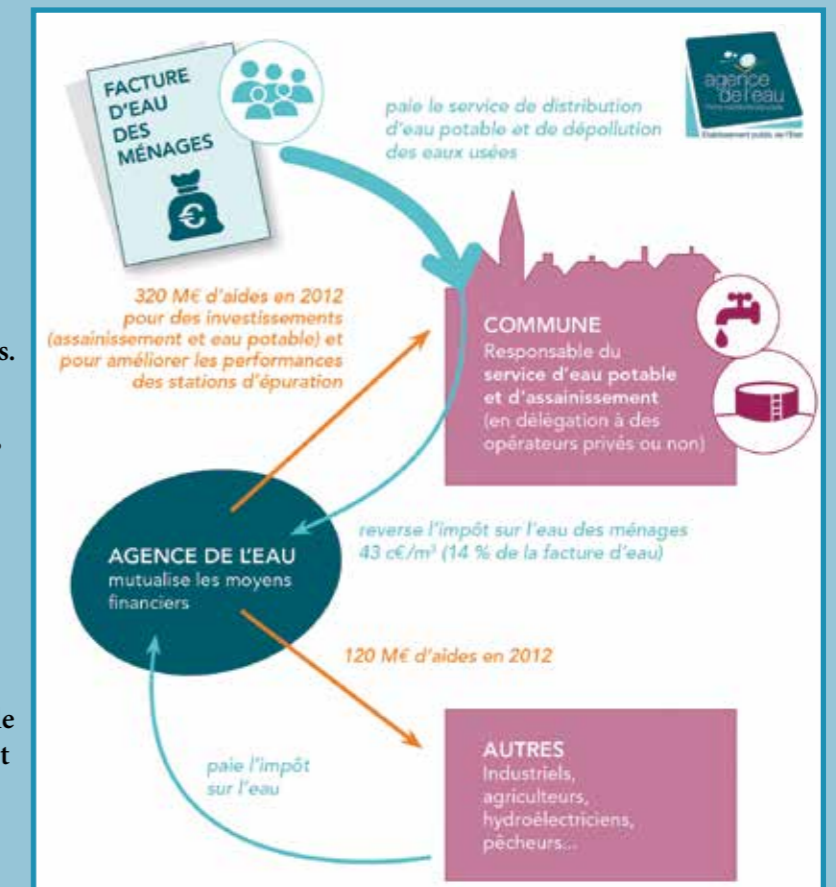 FACTURE
D'EAU
DES
MÉNAGES
€
paie le service de distribution
d'eau potable et de dépollution
des eaux usées
agence
de l'eau
Établissement public de l'État
320 M€ d'aides en 2012
pour des investissements
(assainissement et eau potable) et
pour améliorer les performances
des stations d'épuration
COMMUNE
Responsable du
service d'eau potable
et d'assainissement
(en délégation à des
opérateurs privés ou non)
reverse l'impôt sur l'eau des ménages
43 c€/m³ (14 % de la facture d'eau)
AGENCE DE L'EAU
mutualise les moyens
financiers
120 M€ d'aides en 2012
paie l'impôt
sur l'eau
AUTRES
Industriels,
agriculteurs,
hydroélectriciens,
pêcheurs...